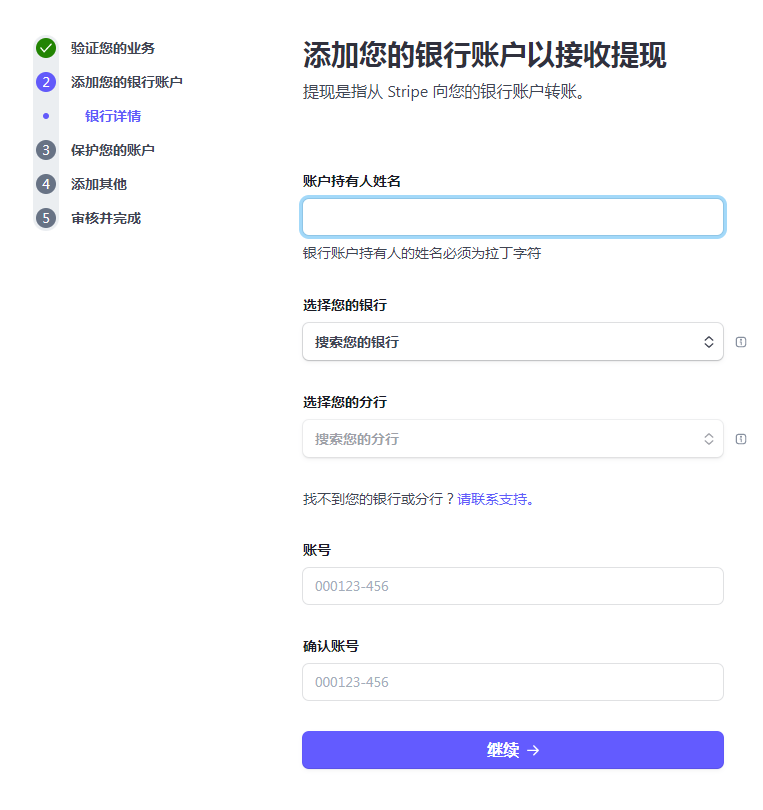 验证您的业务
2 添加您的银行账户
银行详情
3 保护您的账户
4 添加其他
5 审核并完成
添加您的银行账户以接收提现
提现是指从 Stripe 向您的银行账户转账。
账户持有人姓名
银行账户持有人的姓名必须为拉丁字符
选择您的银行
搜索您的银行
选择您的分行
搜索您的分行
找不到您的银行或分行？请联系支持。
账号
000123-456
确认账号
000123-456
继续 →